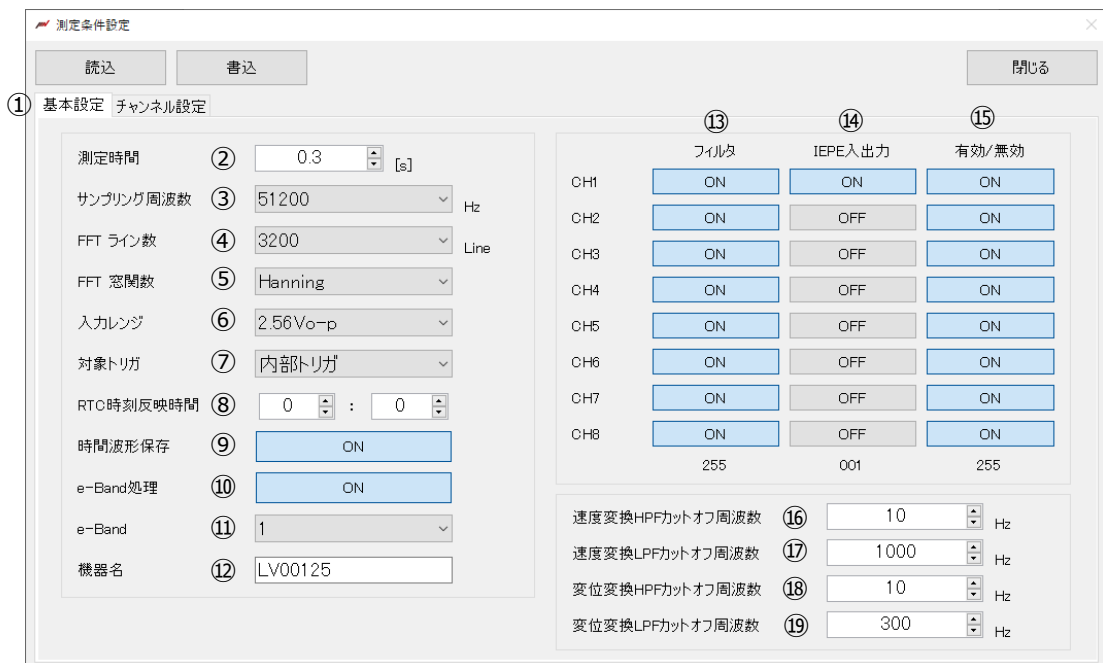 測定条件設定
読込 書込 閉じる
① 基本設定 チャンネル設定
測定時間 ② 0.3 [s]
サンプリング周波数 ③ 51200 Hz
FFT ライン数 ④ 3200 Line
FFT 窓関数 ⑤ Hanning
入力レンジ ⑥ 2.56Vo-p
対象トリガ ⑦ 内部トリガ
RTC時刻反映時間 ⑧ 0 : 0
時間波形保存 ⑨ ON
e-Band処理 ⑩ ON
e-Band ⑪ 1
機器名 ⑫ LV00125
⑬ ⑭ ⑮
フィルタ IEPE入出力 有効/無効
CH1 ON ON ON
CH2 ON OFF ON
CH3 ON OFF ON
CH4 ON OFF ON
CH5 ON OFF ON
CH6 ON OFF ON
CH7 ON OFF ON
CH8 ON OFF ON
255 001 255
速度変換HPFカットオフ周波数 ⑯ 10 Hz
速度変換LPFカットオフ周波数 ⑰ 1000 Hz
変位変換HPFカットオフ周波数 ⑱ 10 Hz
変位変換LPFカットオフ周波数 ⑲ 300 Hz